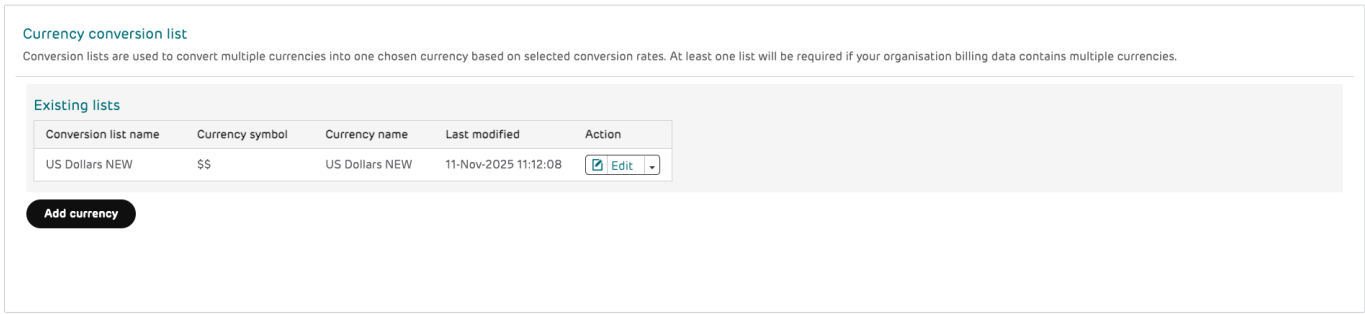 Currency conversion list
Conversion lists are used to convert multiple currencies into one chosen currency based on selected conversion rates. At least one list will be required if your organisation billing data contains multiple currencies.
Existing lists
Conversion list name Currency symbol Currency name Last modified Action
US Dollars NEW $$ US Dollars NEW 11-Nov-2025 11:12:08 Edit
Add currency